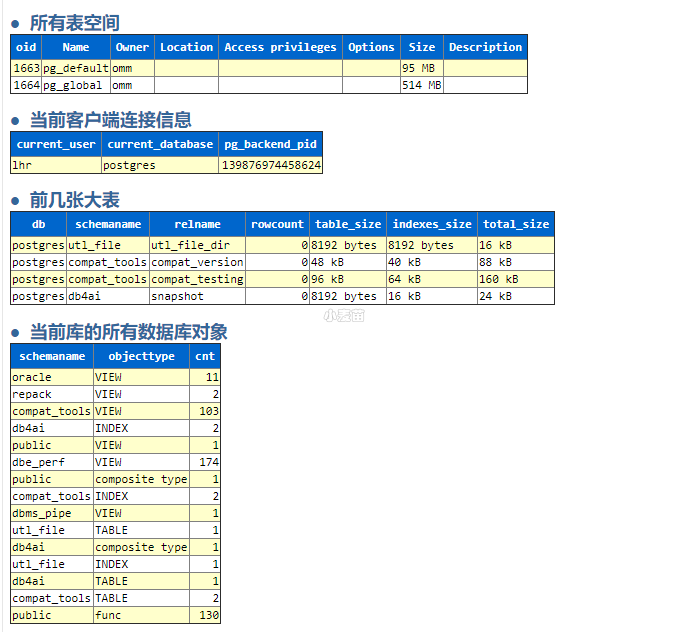 ● 所有表空间
oid Name Owner Location Access privileges Options Size Description
1663 pg_default omm 95 MB
1664 pg_global omm 514 MB
● 当前客户端连接信息
current_user current_database pg_backend_pid
lhr postgres 139876974458624
● 前几张大表
db schemaname relname rowcount table_size indexes_size total_size
postgres utl_file utl_file_dir 0 8192 bytes 8192 bytes 16 kB
postgres compat_tools compat_version 0 48 kB 40 kB 88 kB
postgres compat_tools compat_testing 0 96 kB 64 kB 160 kB
postgres db4ai snapshot 0 8192 bytes 16 kB 24 kB
小麦苗
● 当前库的所有数据库对象
schemaname objecttype cnt
oracle VIEW 11
repack VIEW 2
compat_tools VIEW 103
db4ai INDEX 2
public VIEW 1
dbe_perf VIEW 174
public composite type 1
compat_tools INDEX 2
dbms_pipe VIEW 1
utl_file TABLE 1
db4ai composite type 1
utl_file INDEX 1
db4ai TABLE 1
compat_tools TABLE 2
public func 130